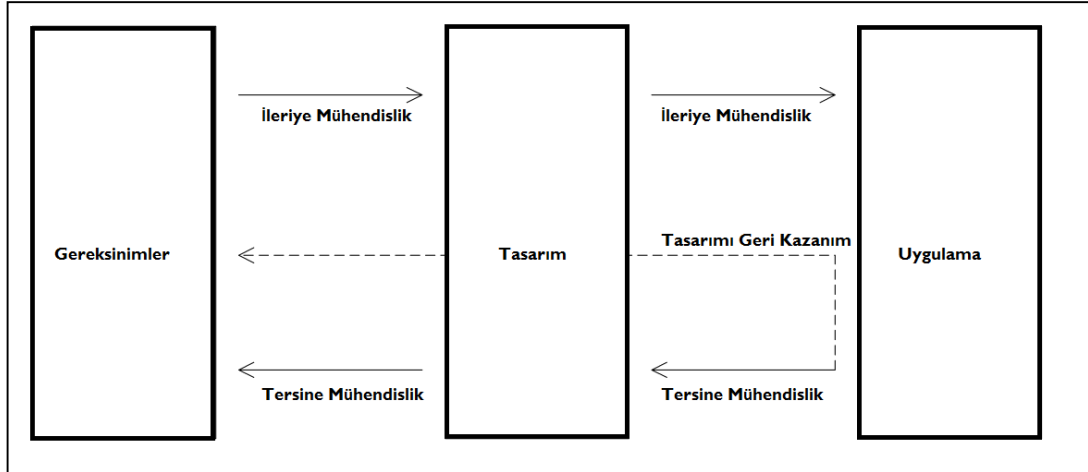 İleriye Mühendislik
İleriye Mühendislik
Gereksinimler
Tasarım
Tasarımı Geri Kazanım
Uygulama
Tersine Mühendislik
Tersine Mühendislik